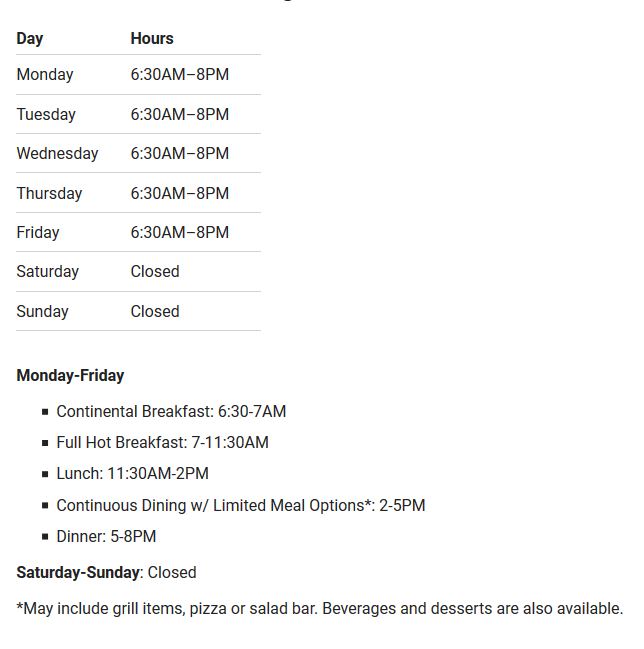 Day Hours
Monday 6:30AM–8PM
Tuesday 6:30AM–8PM
Wednesday 6:30AM–8PM
Thursday 6:30AM–8PM
Friday 6:30AM–8PM
Saturday Closed
Sunday Closed
Monday-Friday
▪ Continental Breakfast: 6:30-7AM
▪ Full Hot Breakfast: 7-11:30AM
▪ Lunch: 11:30AM-2PM
▪ Continuous Dining w/ Limited Meal Options*: 2-5PM
▪ Dinner: 5-8PM
Saturday-Sunday: Closed
*May include grill items, pizza or salad bar. Beverages and desserts are also available.